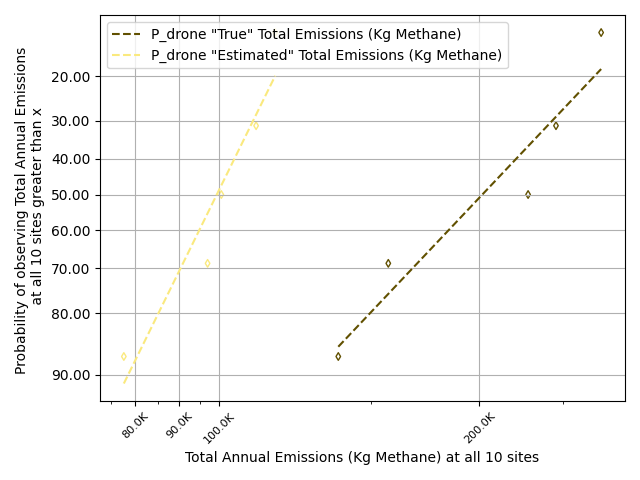 P_drone "True" Total Emissions (Kg Methane)
P_drone "Estimated" Total Emissions (Kg Methane)
Probability of observing Total Annual Emissions
at all 10 sites greater than x
20.00
30.00
40.00
50.00
60.00
70.00
80.00
90.00
80.0K
90.0K
100.0K
200.0K
Total Annual Emissions (Kg Methane) at all 10 sites